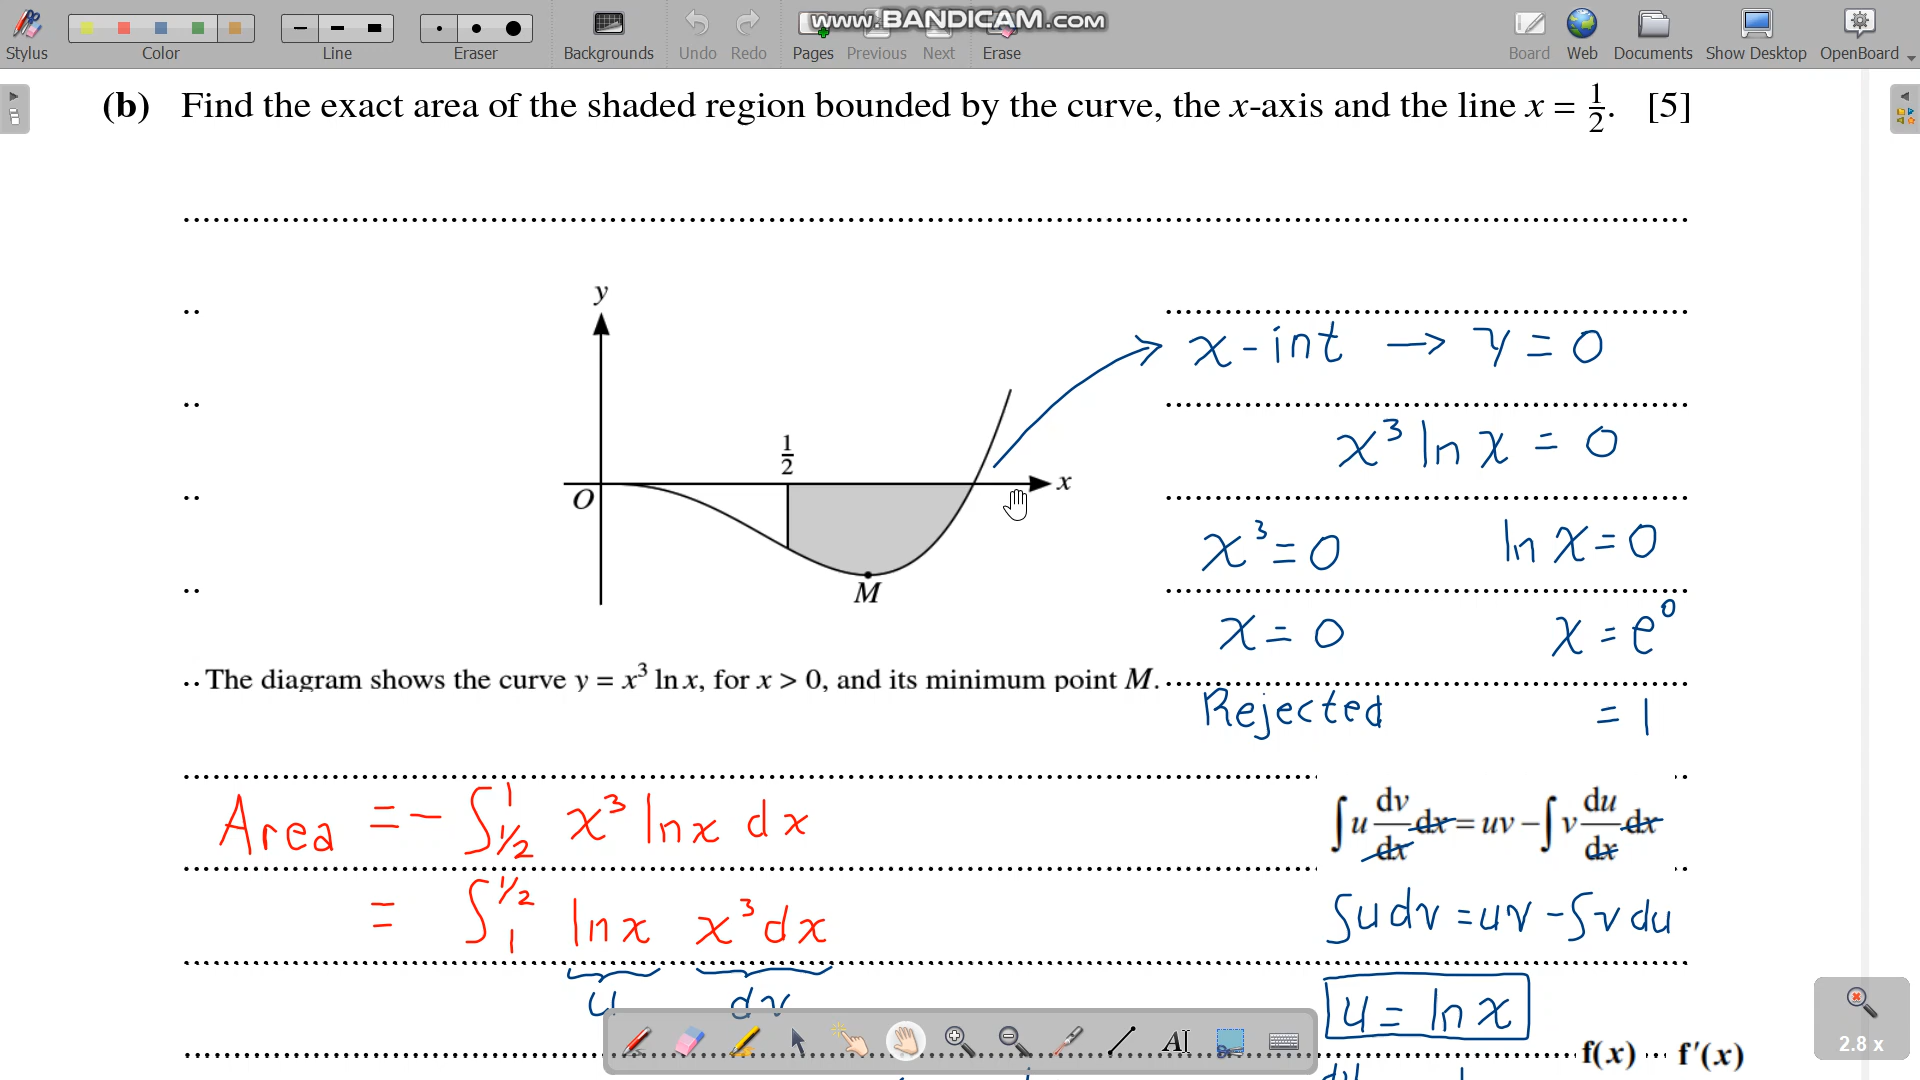 www.BANDICAM.com
Stylus Color Line Eraser Backgrounds Undo Redo Pages Previous Next Erase Board Web Documents Show Desktop OpenBoard
(b) Find the exact area of the shaded region bounded by the curve, the x-axis and the line x = 1/2. [5]
y
x-int → y = 0
1/2
x³ ln x = 0
O
x
x³ = 0 ln x = 0
M
x = 0 x = e⁰
The diagram shows the curve y = x³ ln x, for x > 0, and its minimum point M.
Rejected = 1
Area = - ∫_{1/2}^{1} x³ ln x dx
∫ u dv/dx dx = uv − ∫ v du/dx dx
= ∫_{1}^{1/2} ln x x³ dx
∫ u dv = uv - ∫ v du
u dv
u = ln x
2.8 x
f(x) f′(x)